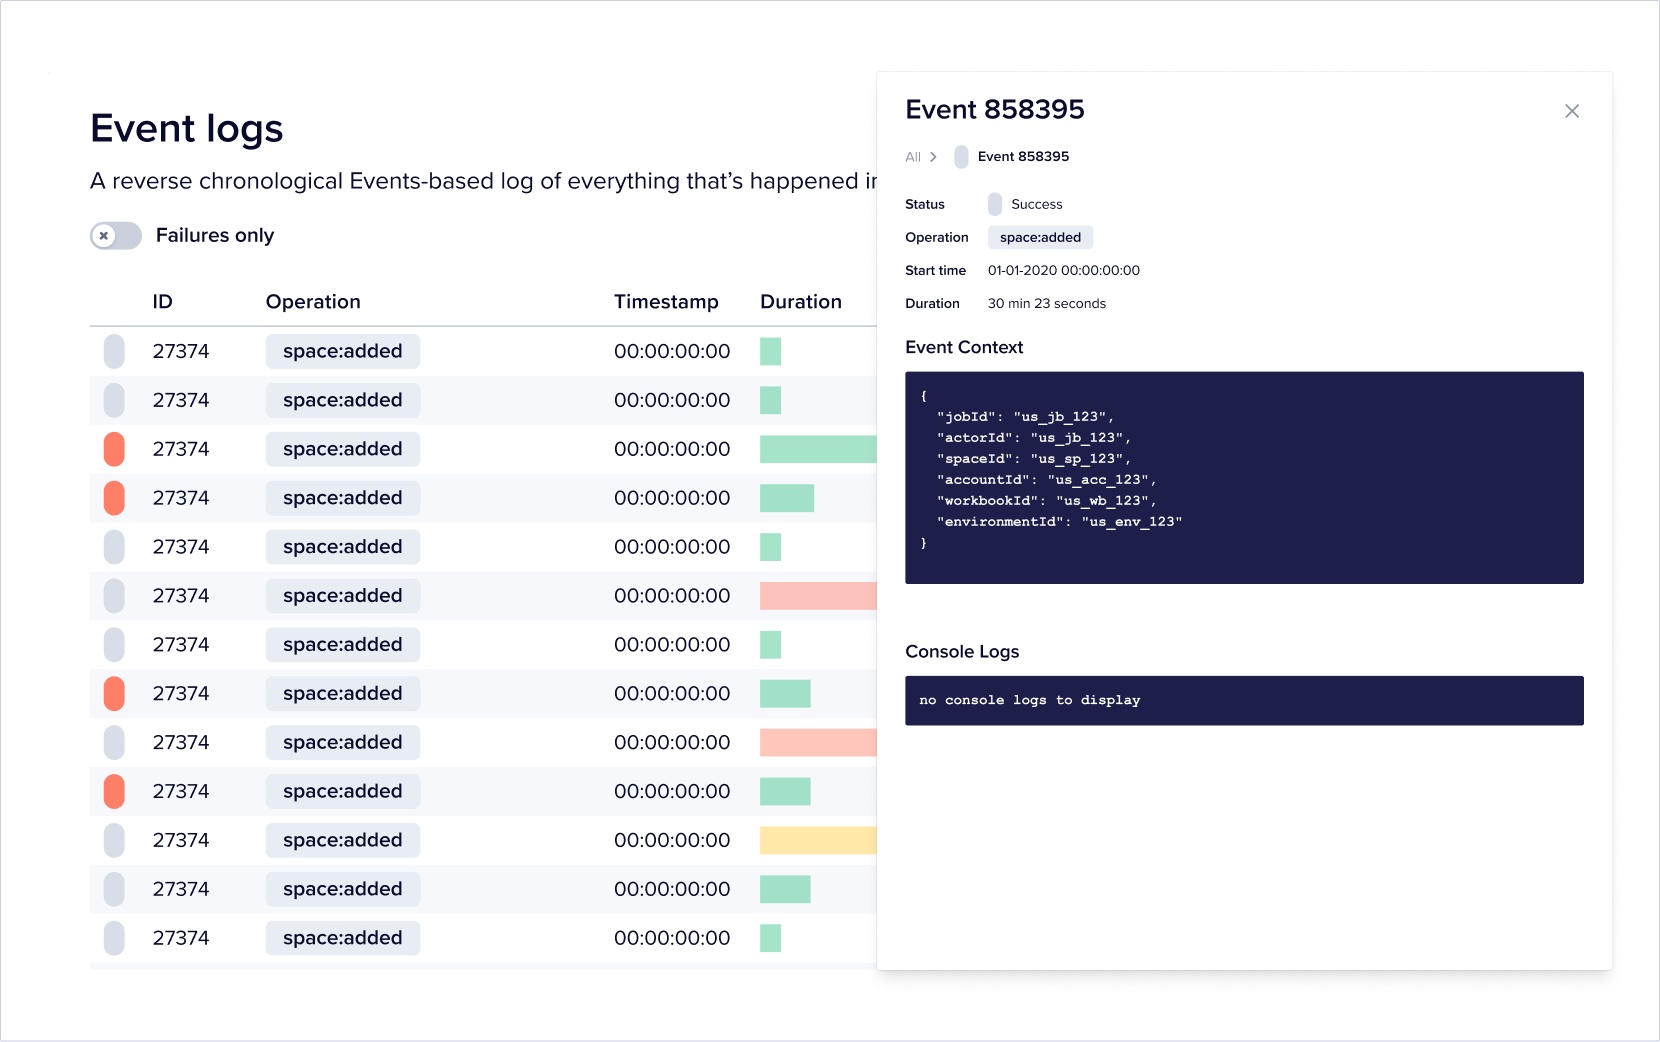 Event logs
A reverse chronological Events-based log of everything that's happened in
Failures only
ID Operation Timestamp Duration
27374 space:added 00:00:00:00
27374 space:added 00:00:00:00
27374 space:added 00:00:00:00
27374 space:added 00:00:00:00
27374 space:added 00:00:00:00
27374 space:added 00:00:00:00
27374 space:added 00:00:00:00
27374 space:added 00:00:00:00
27374 space:added 00:00:00:00
27374 space:added 00:00:00:00
27374 space:added 00:00:00:00
27374 space:added 00:00:00:00
27374 space:added 00:00:00:00
Event 858395
All > Event 858395
Status Success
Operation space:added
Start time 01-01-2020 00:00:00:00
Duration 30 min 23 seconds
Event Context
{
"jobId": "us_jb_123",
"actorId": "us_jb_123",
"spaceId": "us_sp_123",
"accountId": "us_acc_123",
"workbookId": "us_wb_123",
"environmentId": "us_env_123"
}
Console Logs
no console logs to display